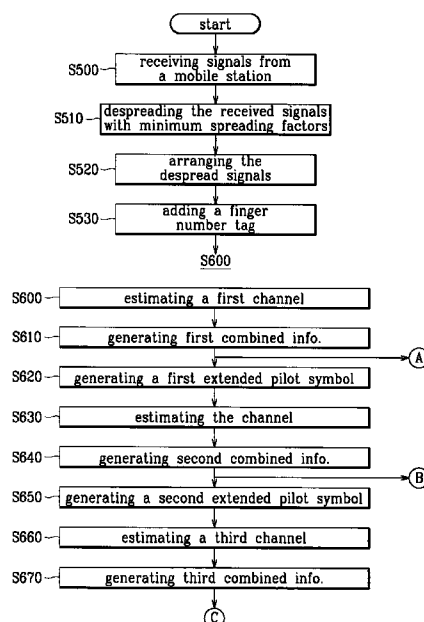 start
S500
receiving signals from
a mobile station
S510
despreading the received signals
with minimum spreading factors
S520
arranging the
despread signals
S530
adding a finger
number tag
S600
S600
estimating a first channel
S610
generating first combined info.
A
S620
generating a first extended pilot symbol
S630
estimating the channel
S640
generating second combined info.
B
S650
generating a second extended pilot symbol
S660
estimating a third channel
S670
generating third combined info.
C